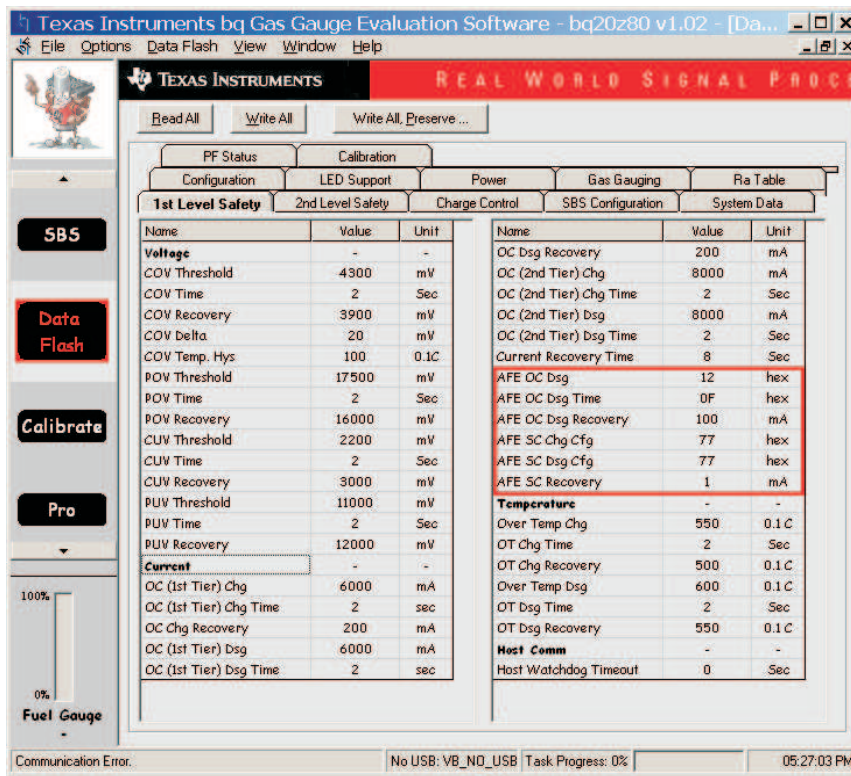 Texas Instruments bq Gas Gauge Evaluation Software - bq20z80 v1.02 - [Da...
File Options Data Flash View Window Help
TEXAS INSTRUMENTS REAL WORLD SIGNAL PROC
Read All Write All Write All, Preserve ...
PF Status Calibration
Configuration LED Support Power Gas Gauging Ra Table
1st Level Safety 2nd Level Safety Charge Control SBS Configuration System Data
SBS
Data
Flash
Calibrate
Pro
100%
0%
Fuel Gauge
-
Name Value Unit
Voltage - -
COV Threshold 4300 mV
COV Time 2 Sec
COV Recovery 3900 mV
COV Delta 20 mV
COV Temp. Hys 100 0.1C
POV Threshold 17500 mV
POV Time 2 Sec
POV Recovery 16000 mV
CUV Threshold 2200 mV
CUV Time 2 Sec
CUV Recovery 3000 mV
PUV Threshold 11000 mV
PUV Time 2 Sec
PUV Recovery 12000 mV
Current - -
OC (1st Tier) Chg 6000 mA
OC (1st Tier) Chg Time 2 sec
OC Chg Recovery 200 mA
OC (1st Tier) Dsg 6000 mA
OC (1st Tier) Dsg Time 2 sec
Name Value Unit
OC Dsg Recovery 200 mA
OC (2nd Tier) Chg 8000 mA
OC (2nd Tier) Chg Time 2 Sec
OC (2nd Tier) Dsg 8000 mA
OC (2nd Tier) Dsg Time 2 Sec
Current Recovery Time 8 Sec
AFE OC Dsg 12 hex
AFE OC Dsg Time 0F hex
AFE OC Dsg Recovery 100 mA
AFE SC Chg Cfg 77 hex
AFE SC Dsg Cfg 77 hex
AFE SC Recovery 1 mA
Temperature - -
Over Temp Chg 550 0.1 C
OT Chg Time 2 Sec
OT Chg Recovery 500 0.1 C
Over Temp Dsg 600 0.1 C
OT Dsg Time 2 Sec
OT Dsg Recovery 550 0.1 C
Host Comm - -
Host Watchdog Timeout 0 Sec
Communication Error. No USB: VB_NO_USB Task Progress: 0% 05:27:03 PM